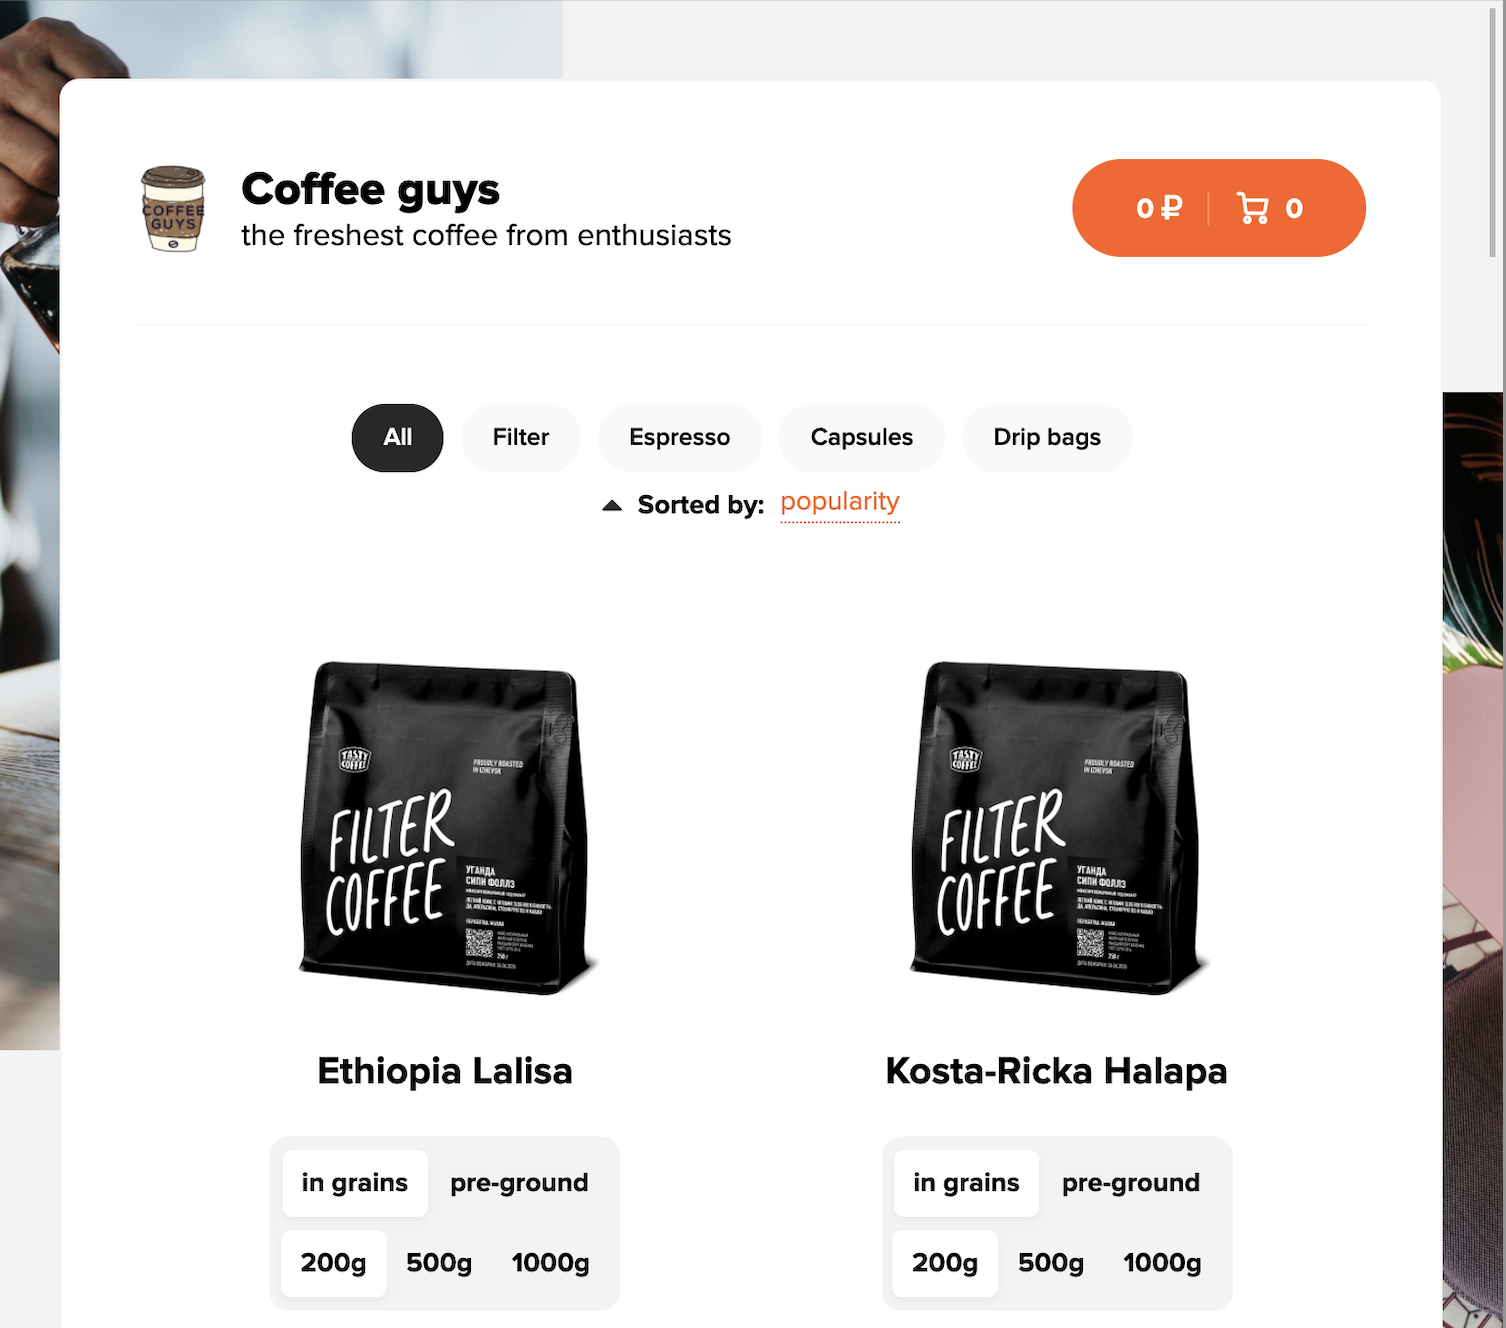 COFFEE
GUYS
Coffee guys
the freshest coffee from enthusiasts
0 ₽
0
All
Filter
Espresso
Capsules
Drip bags
Sorted by:
popularity
TASTY
COFFEE
PROUDLY ROASTED
IN IZHEVSK
FILTER
COFFEE
УГАНДА
СИПИ ФОЛЛЗ
250 г
TASTY
COFFEE
PROUDLY ROASTED
IN IZHEVSK
FILTER
COFFEE
УГАНДА
СИПИ ФОЛЛЗ
250 г
Ethiopia Lalisa
Kosta-Ricka Halapa
in grains pre-ground
200g 500g 1000g
in grains pre-ground
200g 500g 1000g